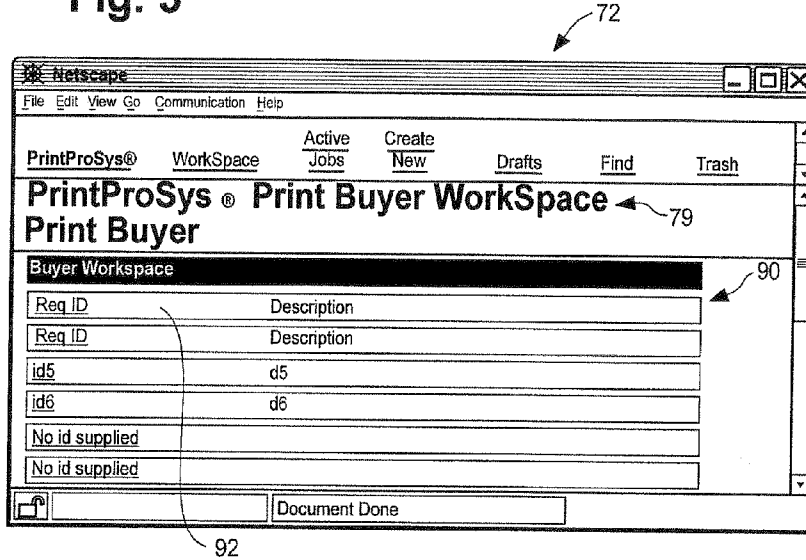 Fig. 5
72
Netscape
File Edit View Go Communication Help
PrintProSys® WorkSpace Active Jobs Create New Drafts Find Trash
PrintProSys ® Print Buyer WorkSpace
79
Print Buyer
Buyer Workspace
90
Req ID Description
Req ID Description
id5 d5
id6 d6
No id supplied
No id supplied
Document Done
92